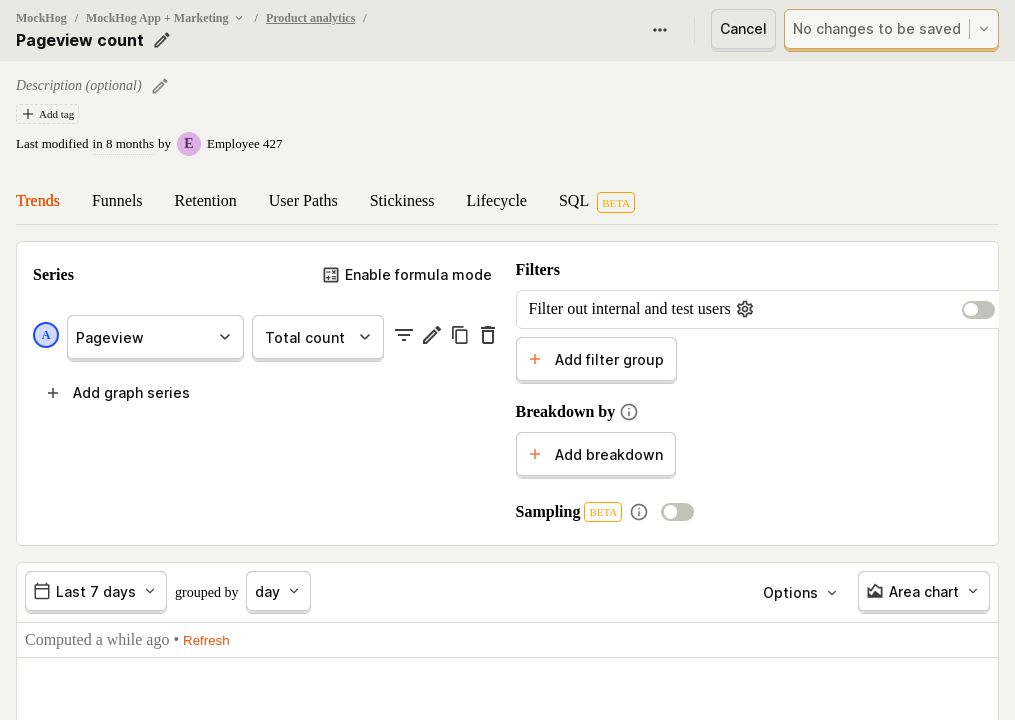 MockHog / MockHog App + Marketing / Product analytics /
Pageview count
Cancel
No changes to be saved
Description (optional)
Add tag
Last modified in 8 months by E Employee 427
Trends Funnels Retention User Paths Stickiness Lifecycle SQL BETA
Series
Enable formula mode
A Pageview Total count
Add graph series
Filters
Filter out internal and test users
Add filter group
Breakdown by
Add breakdown
Sampling BETA
Last 7 days grouped by day
Options Area chart
Computed a while ago • Refresh